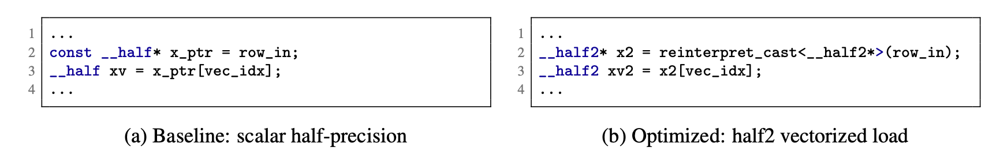 1 ...
2 const __half* x_ptr = row_in;
3 __half xv = x_ptr[vec_idx];
4 ...
(a) Baseline: scalar half-precision
1 ...
2 __half2* x2 = reinterpret_cast<__half2*>(row_in);
3 __half2 xv2 = x2[vec_idx];
4 ...
(b) Optimized: half2 vectorized load